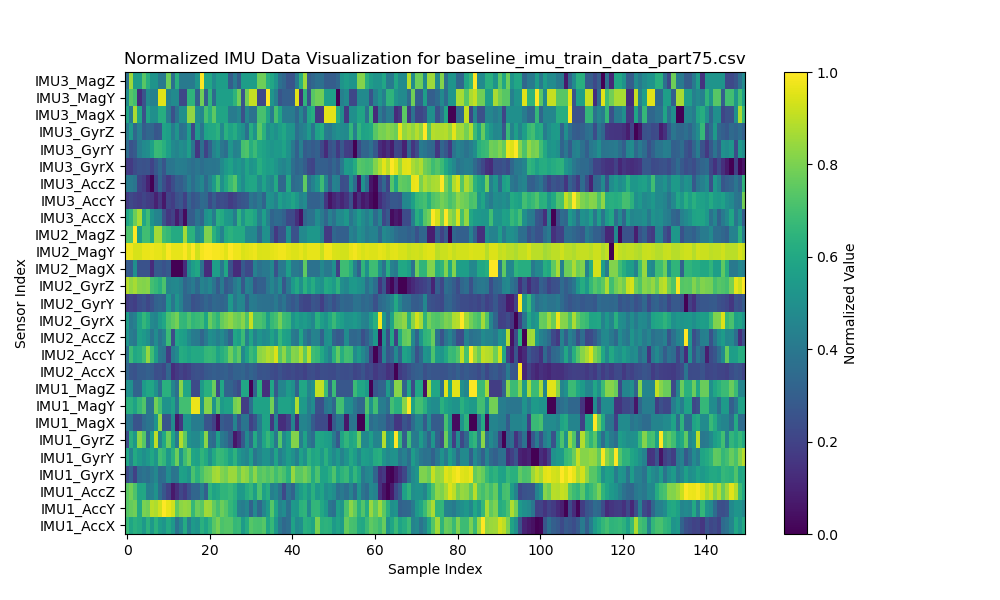 Normalized IMU Data Visualization for baseline_imu_train_data_part75.csv
IMU3_MagZ
IMU3_MagY
IMU3_MagX
IMU3_GyrZ
IMU3_GyrY
IMU3_GyrX
IMU3_AccZ
IMU3_AccY
IMU3_AccX
IMU2_MagZ
IMU2_MagY
IMU2_MagX
IMU2_GyrZ
IMU2_GyrY
IMU2_GyrX
IMU2_AccZ
IMU2_AccY
IMU2_AccX
IMU1_MagZ
IMU1_MagY
IMU1_MagX
IMU1_GyrZ
IMU1_GyrY
IMU1_GyrX
IMU1_AccZ
IMU1_AccY
IMU1_AccX
Sensor Index
0 20 40 60 80 100 120 140
Sample Index
1.0
0.8
0.6
0.4
0.2
0.0
Normalized Value